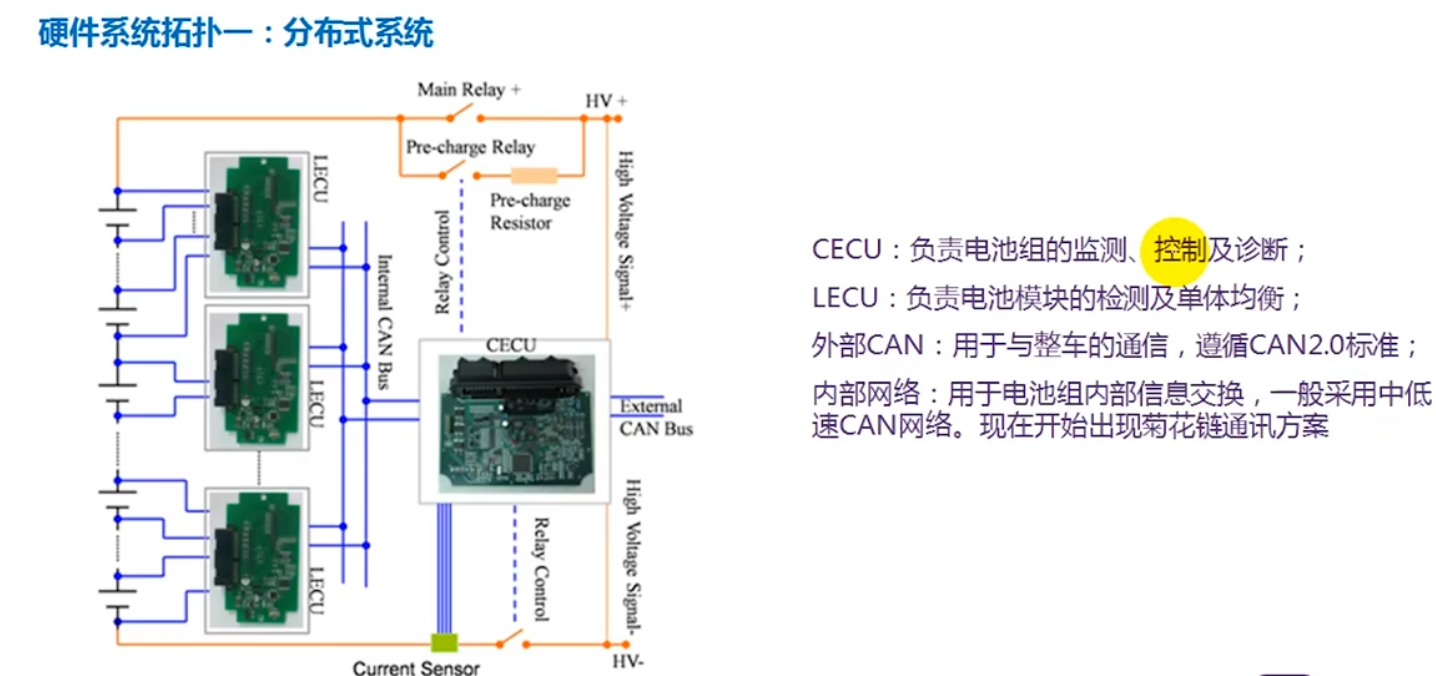 硬件系统拓扑一：分布式系统
Main Relay +
HV +
Pre-charge Relay
Pre-charge
Resistor
LECU
LECU
LECU
Internal CAN Bus
Relay Control
High Voltage Signal+
CECU
External
CAN Bus
Relay Control
High Voltage Signal-
HV-
Current Sensor
CECU：负责电池组的监测、控制及诊断；
LECU：负责电池模块的检测及单体均衡；
外部CAN：用于与整车的通信，遵循CAN2.0标准；
内部网络：用于电池组内部信息交换，一般采用中低
速CAN网络。现在开始出现菊花链通讯方案